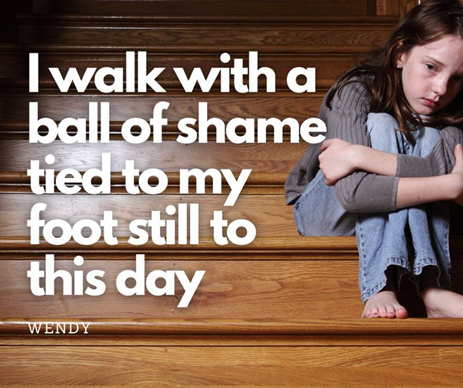 I walk with a
ball of shame
tied to my
foot still to
this day
WENDY